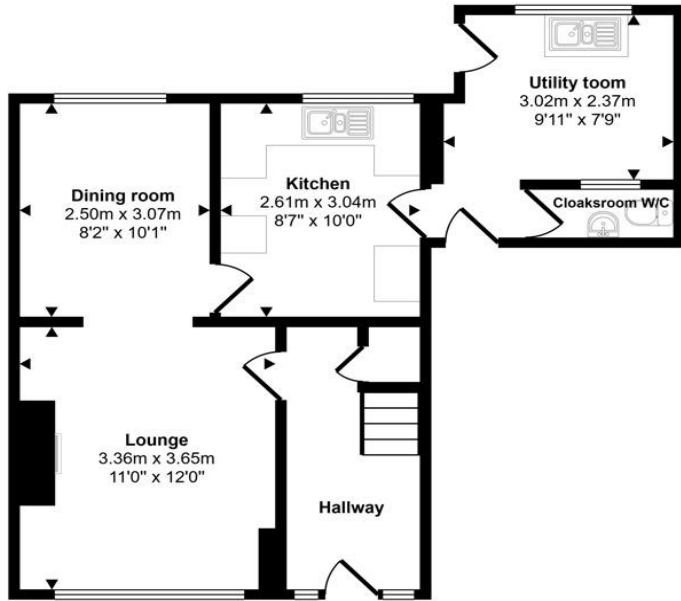 Utility toom
3.02m x 2.37m
9'11" x 7'9"
Dining room
2.50m x 3.07m
8'2" x 10'1"
Kitchen
2.61m x 3.04m
8'7" x 10'0"
Cloaksroom W/C
Lounge
3.36m x 3.65m
11'0" x 12'0"
Hallway